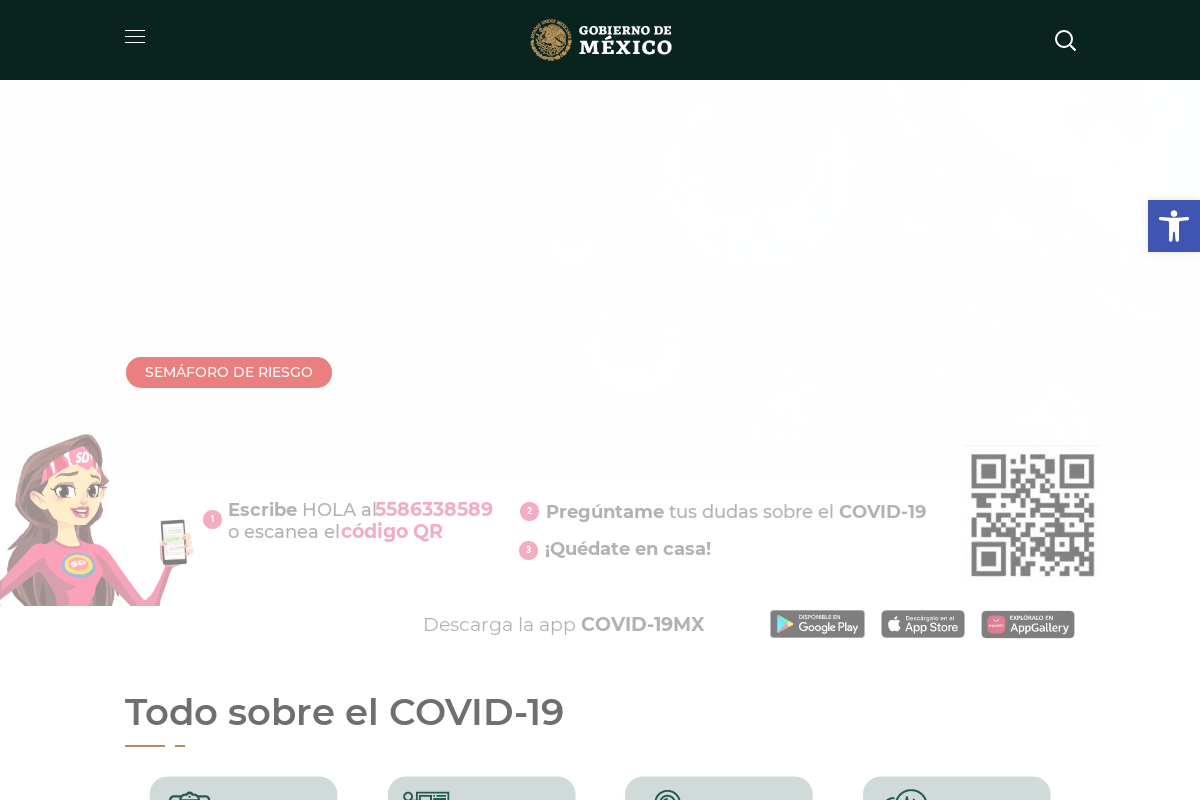 GOBIERNO DE
MÉXICO
SEMÁFORO DE RIESGO
SD
SD
1
Escribe HOLA al 5586338589
o escanea el código QR
2
Pregúntame tus dudas sobre el COVID-19
3
¡Quédate en casa!
Descarga la app COVID-19MX
DISPONIBLE EN
Google Play
Descárgalo en el
App Store
EXPLÓRALO EN
AppGallery
Todo sobre el COVID-19